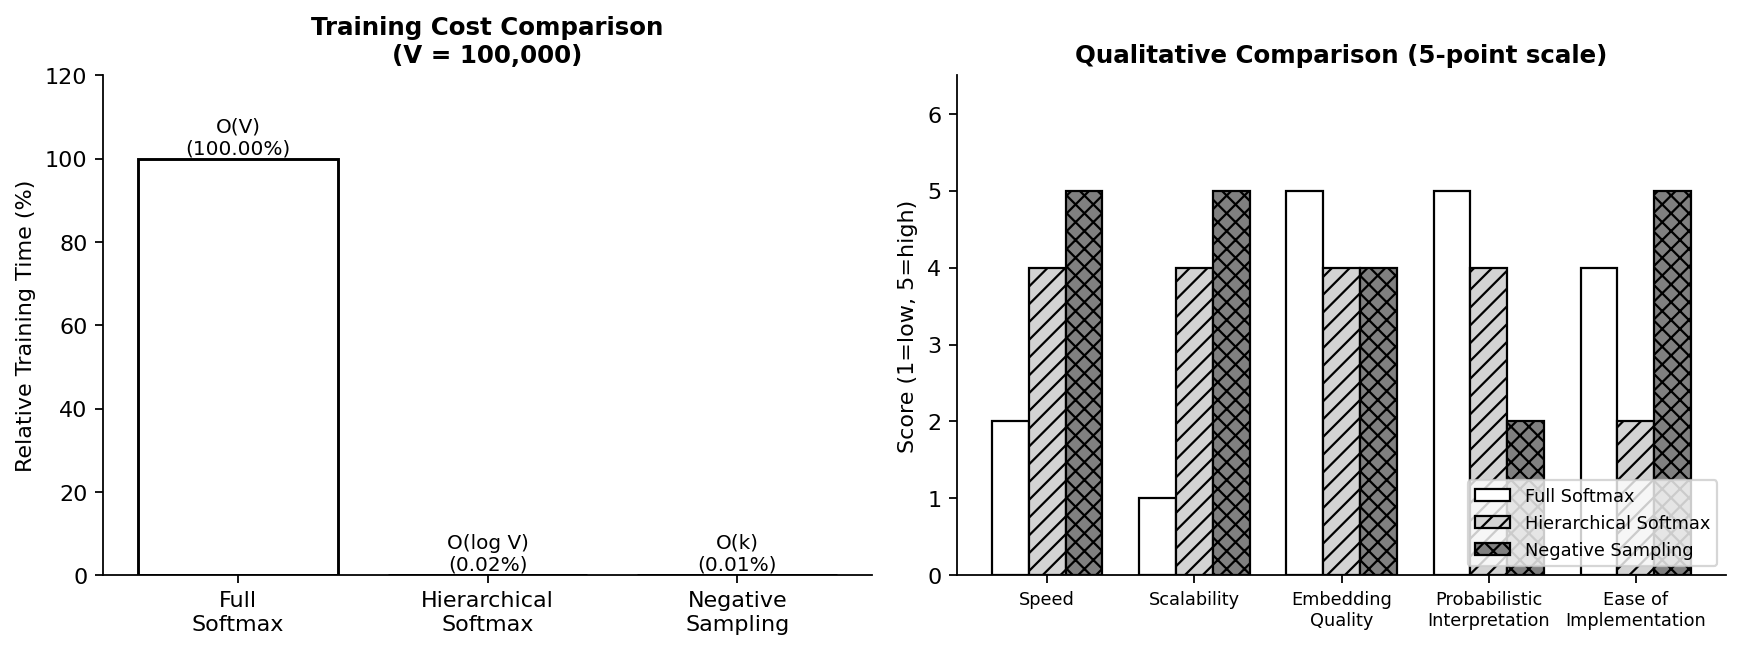 Training Cost Comparison
(V = 100,000)
Relative Training Time (%)
120
100
80
60
40
20
0
O(V)
(100.00%)
O(log V)
(0.02%)
O(k)
(0.01%)
Full
Softmax
Hierarchical
Softmax
Negative
Sampling
Qualitative Comparison (5-point scale)
Score (1=low, 5=high)
6
5
4
3
2
1
0
Speed
Scalability
Embedding
Quality
Probabilistic
Interpretation
Ease of
Implementation
Full Softmax
Hierarchical Softmax
Negative Sampling